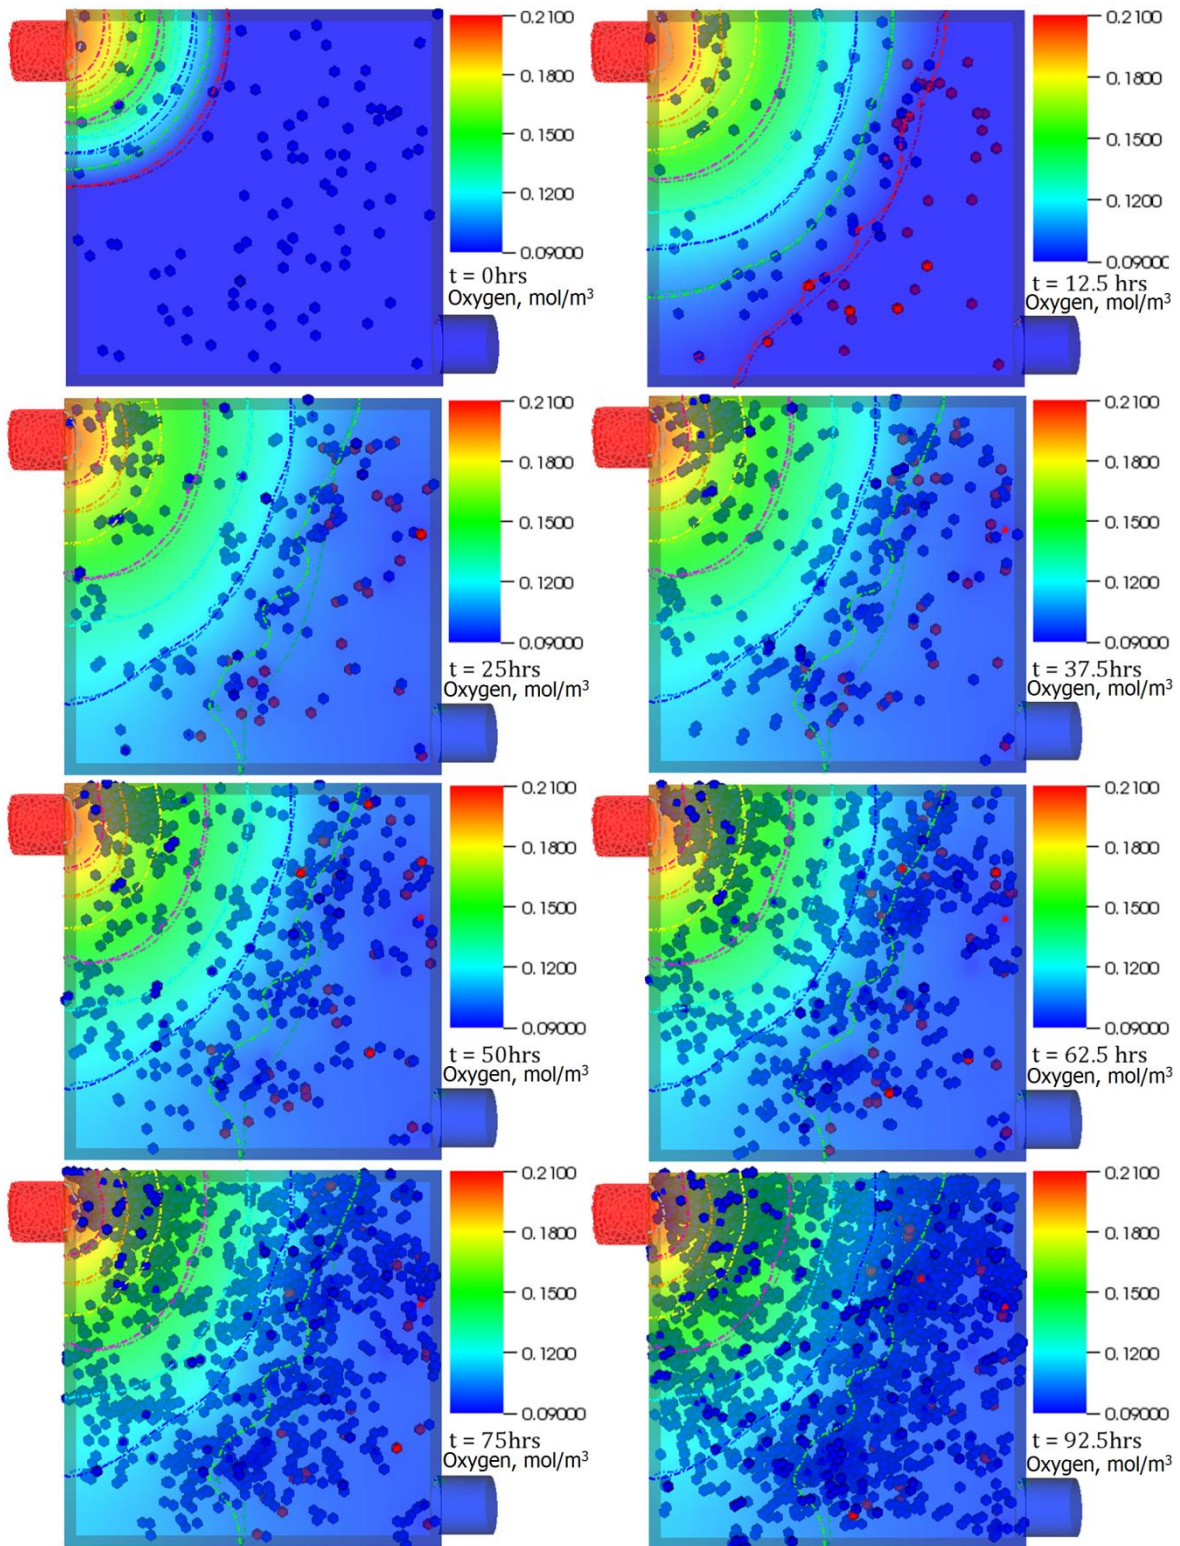 0.2100
0.1800
0.1500
0.1200
0.09000
t = 0hrs
Oxygen, mol/m³
0.2100
0.1800
0.1500
0.1200
0.0900
t = 12.5 hrs
Oxygen, mol/m³
0.2100
0.1800
0.1500
0.1200
0.09000
t = 25hrs
Oxygen, mol/m³
0.2100
0.1800
0.1500
0.1200
0.09000
t = 37.5hrs
Oxygen, mol/m³
0.2100
0.1800
0.1500
0.1200
0.09000
t = 50hrs
Oxygen, mol/m³
0.2100
0.1800
0.1500
0.1200
0.09000
t = 62.5 hrs
Oxygen, mol/m³
0.2100
0.1800
0.1500
0.1200
0.09000
t = 75hrs
Oxygen, mol/m³
0.2100
0.1800
0.1500
0.1200
0.09000
t = 92.5hrs
Oxygen, mol/m³